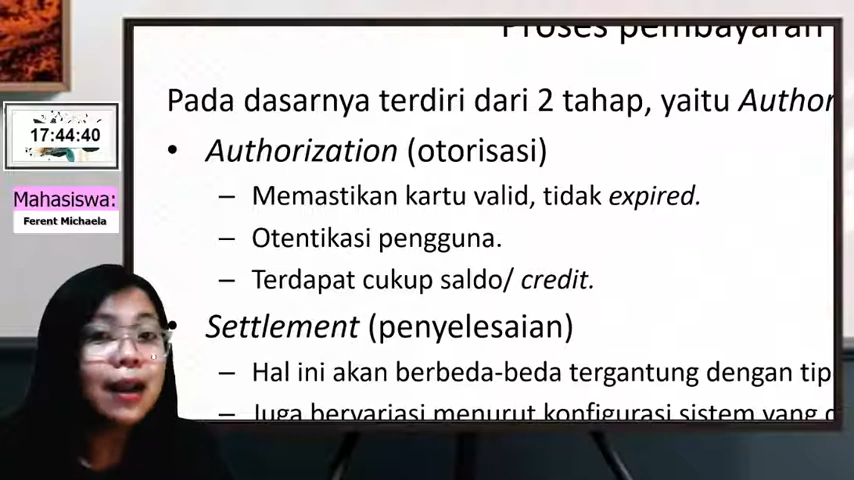 Proses pembayaran
Pada dasarnya terdiri dari 2 tahap, yaitu Author
• Authorization (otorisasi)
– Memastikan kartu valid, tidak expired.
– Otentikasi pengguna.
– Terdapat cukup saldo/ credit.
• Settlement (penyelesaian)
– Hal ini akan berbeda-beda tergantung dengan tip
– Juga bervariasi menurut konfigurasi sistem yang
17:44:40
Mahasiswa:
Ferent Michaela